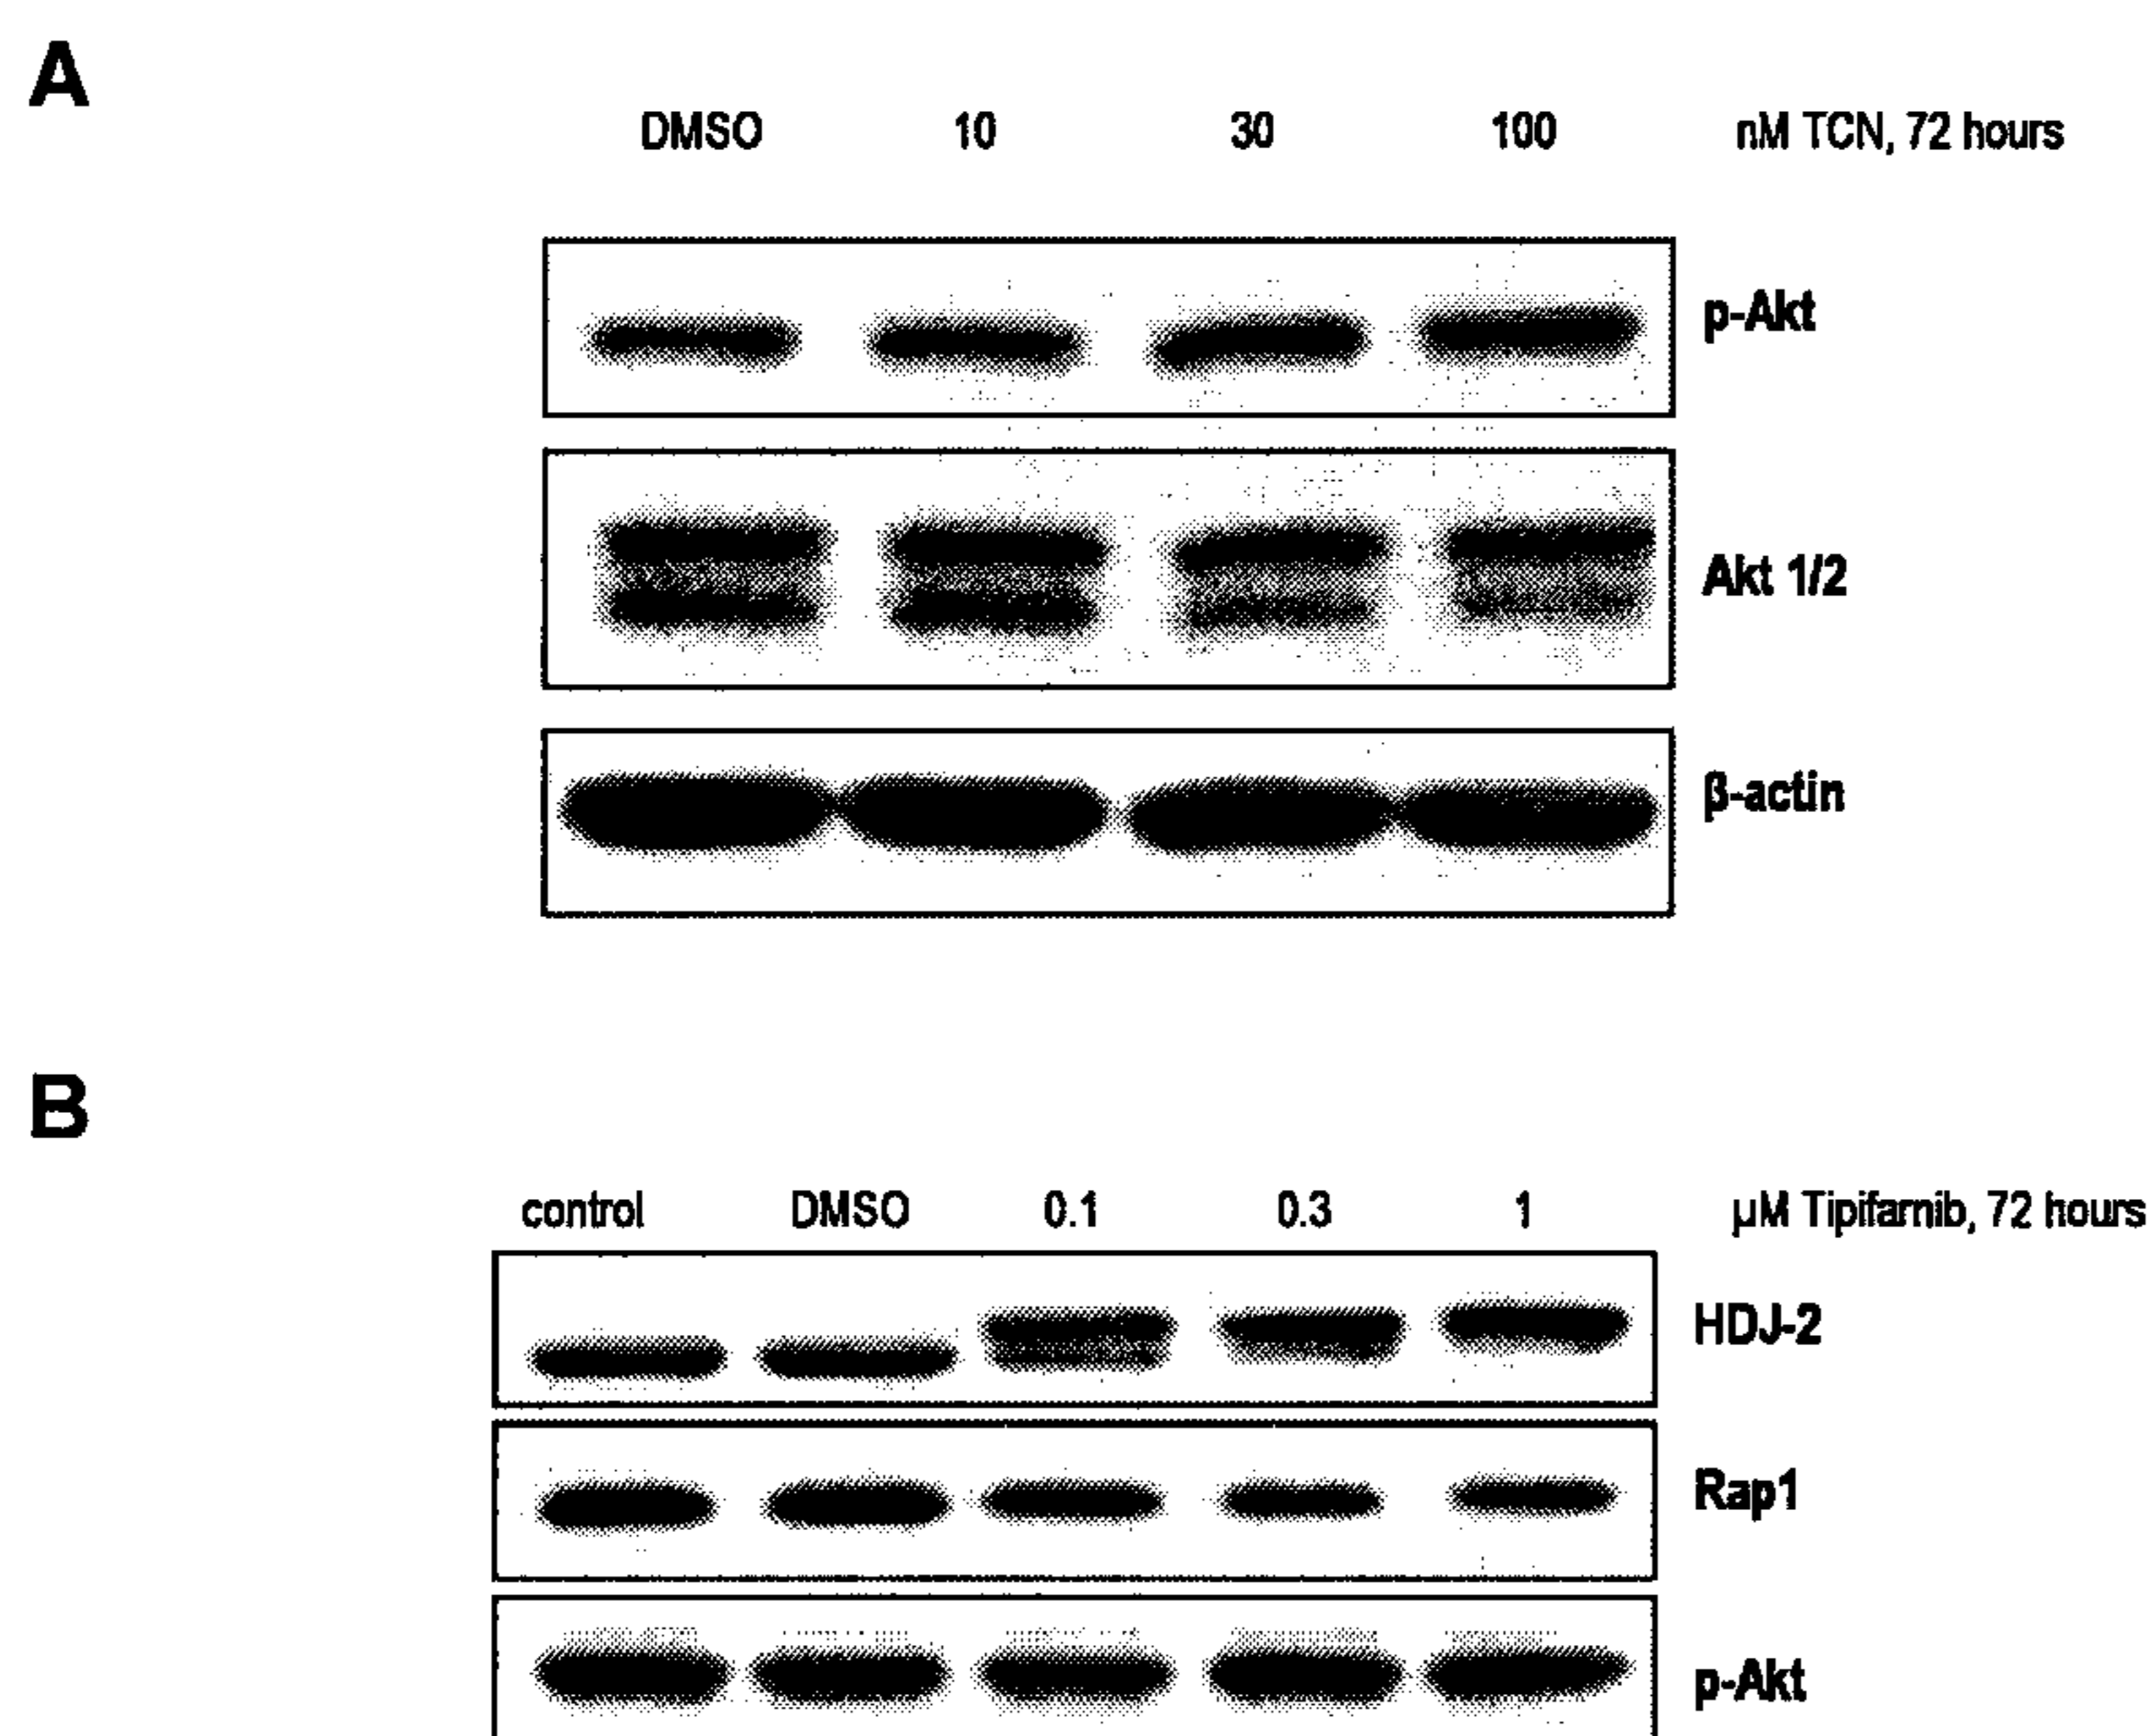 A
DMSO 10 30 100 nM TCN, 72 hours
p-Akt
Akt 1/2
β-actin
B
control DMSO 0.1 0.3 1 µM Tipifarnib, 72 hours
HDJ-2
Rap1
p-Akt